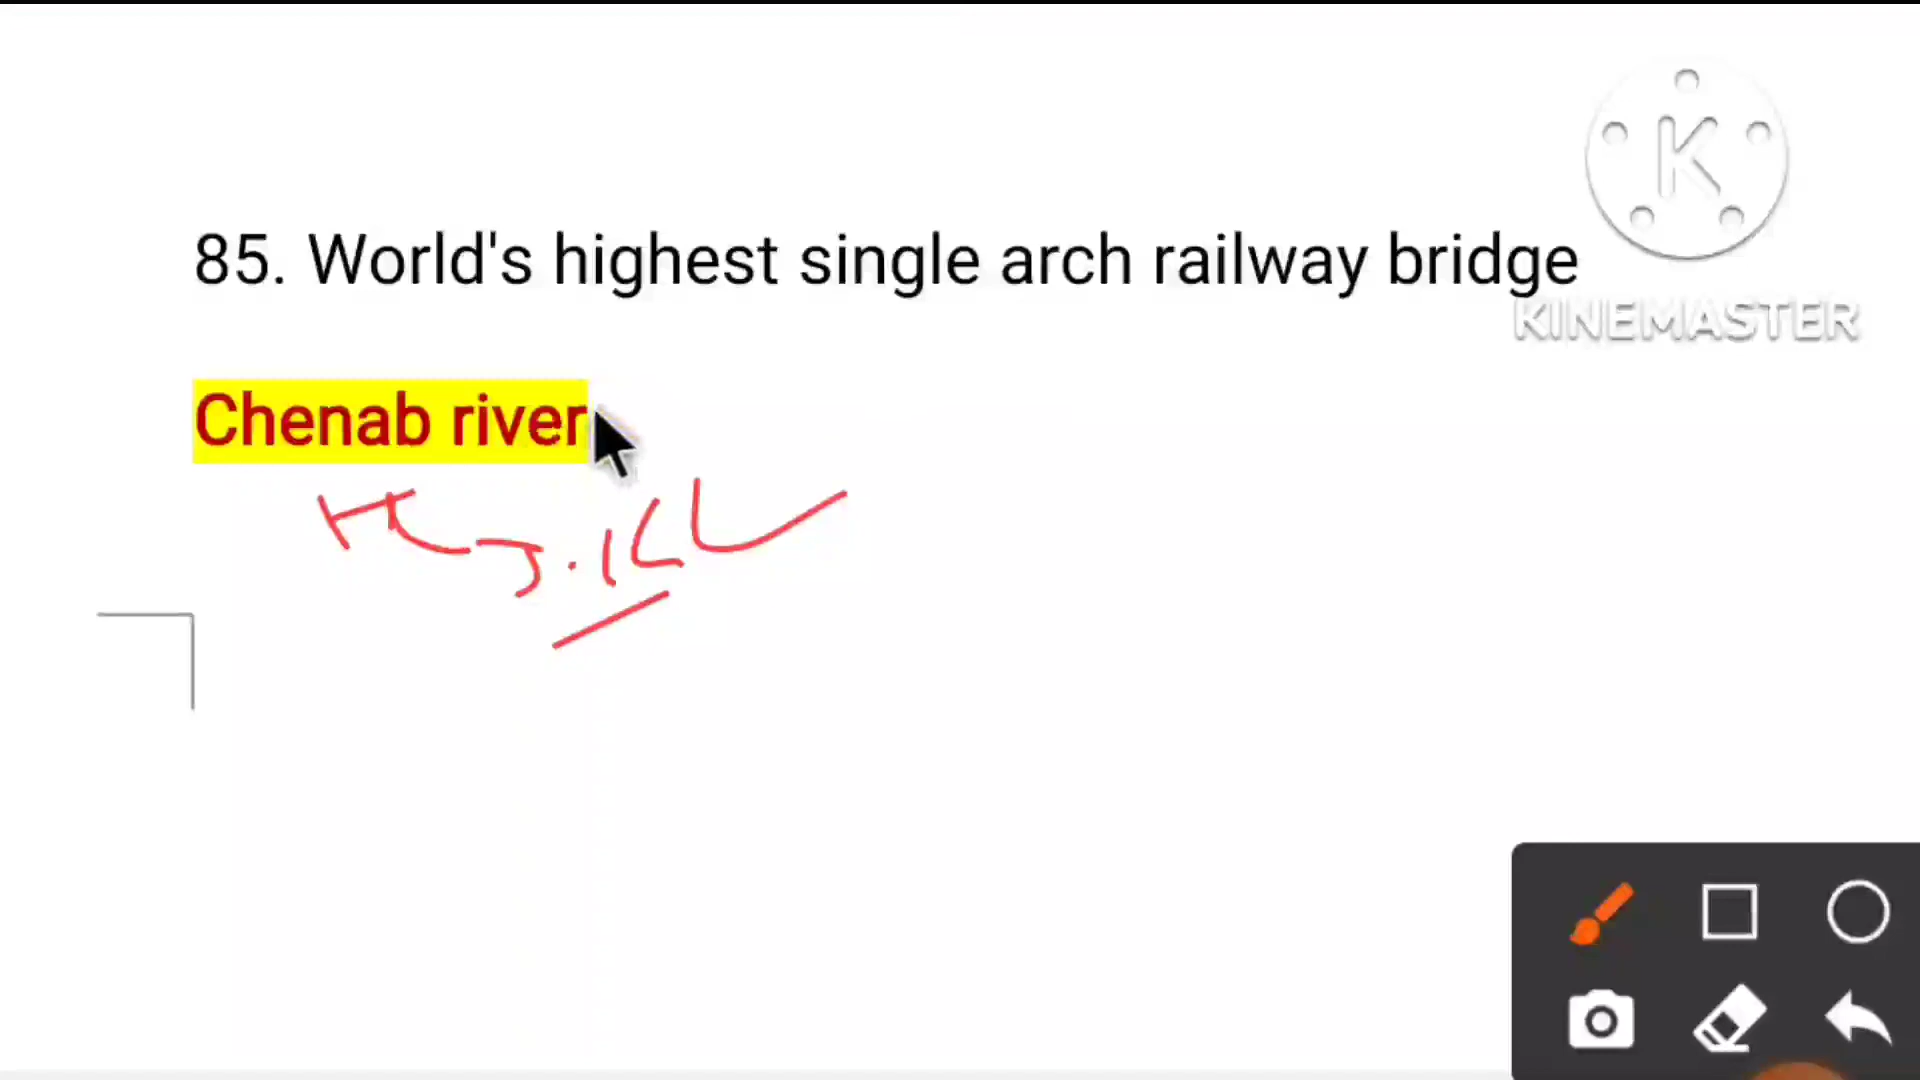 85. World's highest single arch railway bridge
K
KINEMASTER
Chenab river